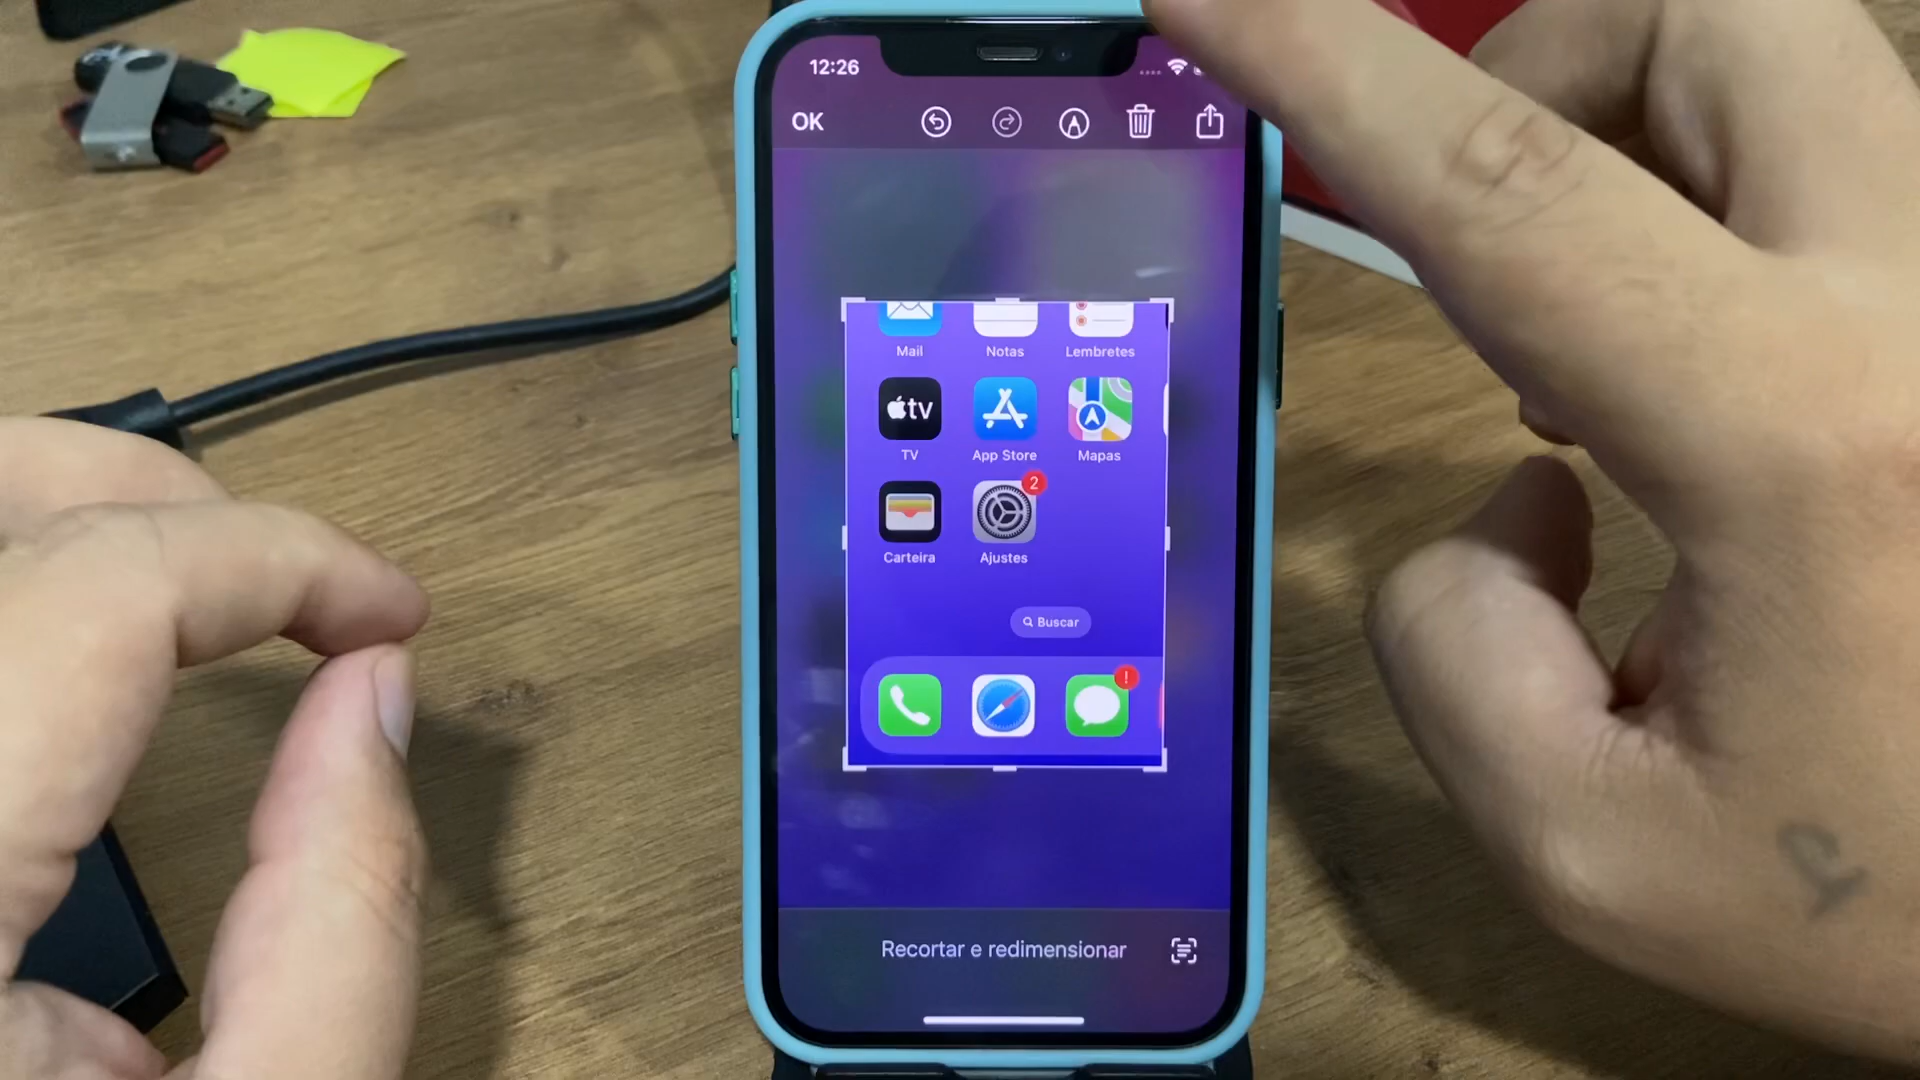 12:26
OK
Mail Notas Lembretes
tv
TV App Store Mapas
2
Carteira Ajustes
Buscar
!
Recortar e redimensionar